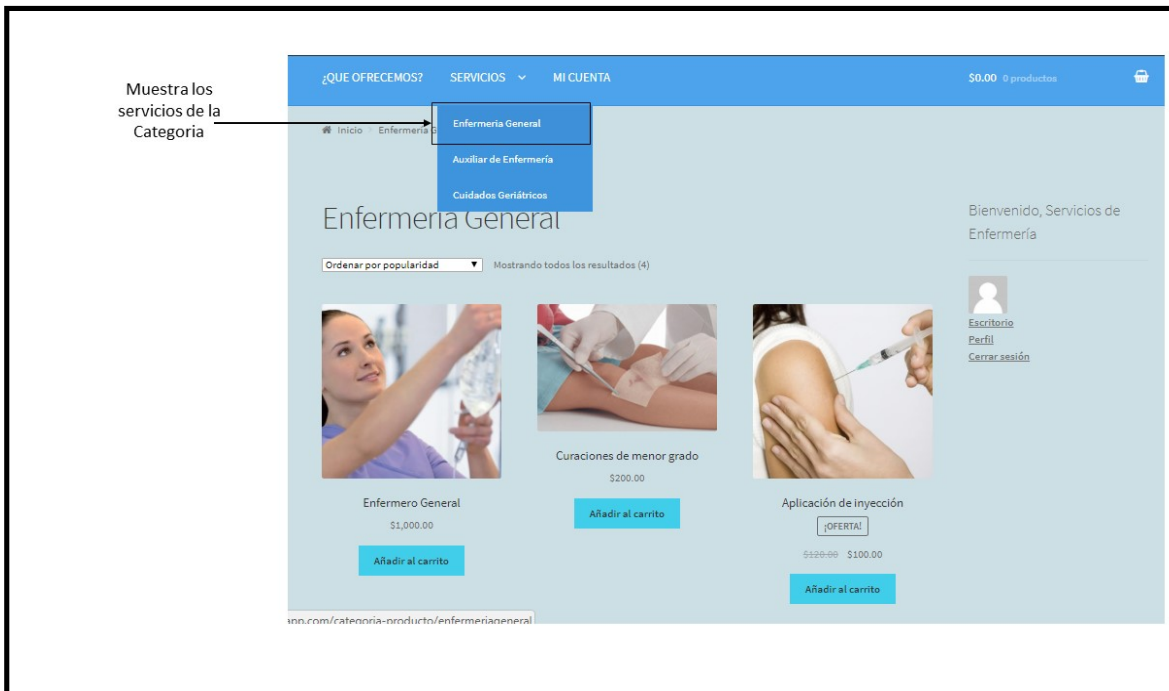 Muestra los
servicios de la
Categoria
¿QUE OFRECEMOS? SERVICIOS MI CUENTA $0.00 0 productos
Inicio Enfermeria G
Enfermeria General
Auxiliar de Enfermería
Cuidados Geriátricos
Enfermeria General
Bienvenido, Servicios de
Enfermería
Ordenar por popularidad Mostrando todos los resultados (4)
Escritorio
Perfil
Cerrar sesión
Enfermero General
$1,000.00
Añadir al carrito
Curaciones de menor grado
$200.00
Añadir al carrito
Aplicación de inyección
¡OFERTA!
$120.00 $100.00
Añadir al carrito
app.com/categoria-producto/enfermeriageneral